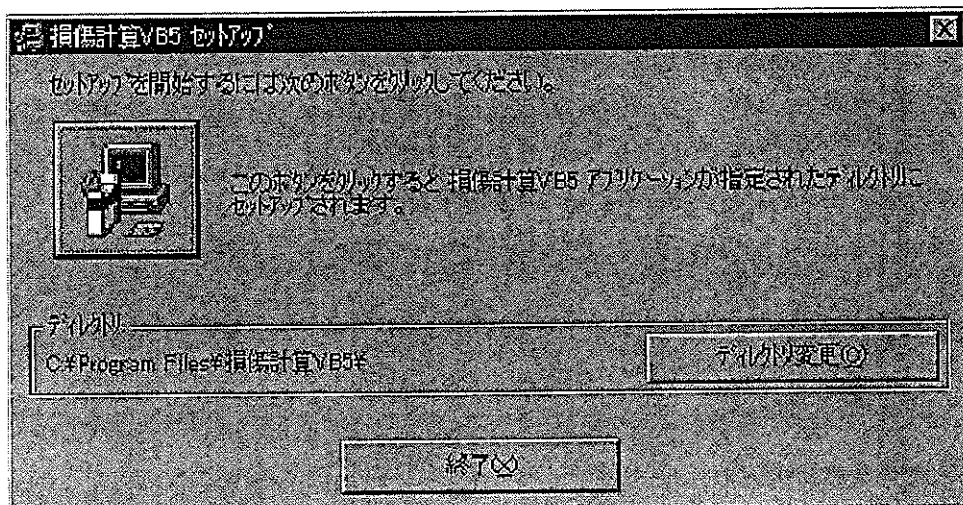 損傷計算VB5 セットアップ
セットアップを開始するには次のボタンをクリックしてください。
このボタンをクリックすると 損傷計算VB5 アプリケーションが指定されたディレクトリに
セットアップされます。
ディレクトリ:
C:¥Program Files¥損傷計算VB5¥
ディレクトリ変更(C)
終了(X)